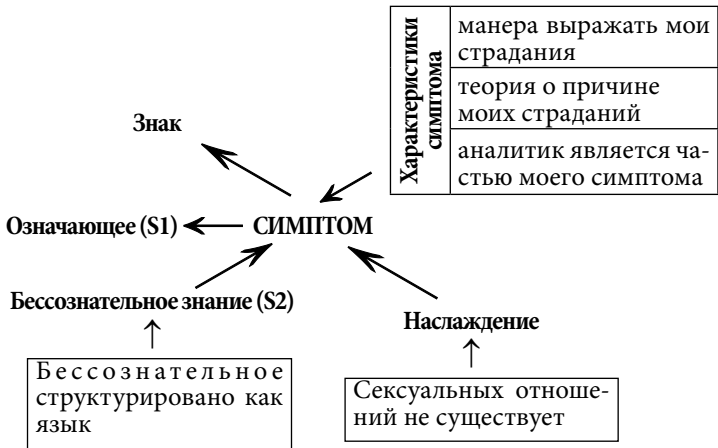 Характеристики
симптома
манера выражать мои
страдания
теория о причине
моих страданий
аналитик является ча-
стью моего симптома
Знак
Означающее (S1)
СИМПТОМ
Бессознательное знание (S2)
Наслаждение
Бессознательное
структурировано как
язык
Сексуальных отноше-
ний не существует